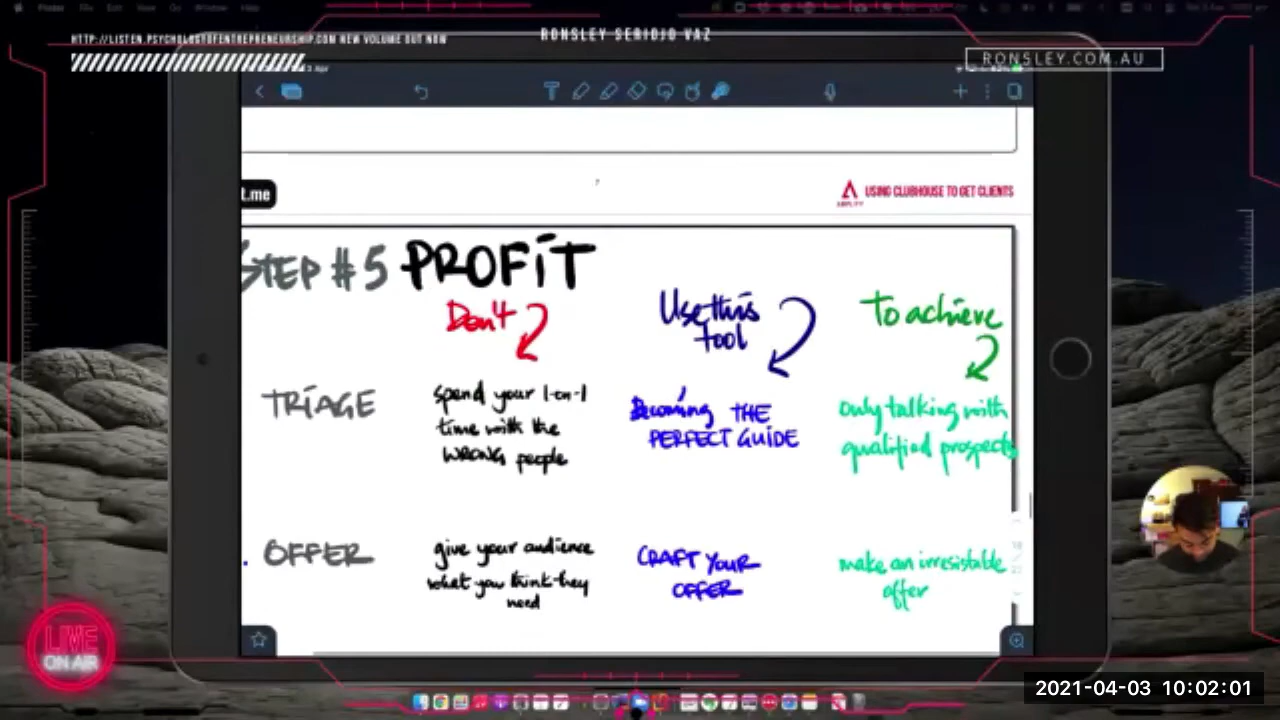 RONSLEY SERIOJO VAZ
HTTP://LISTEN.PSYCHOLOGYOFENTREPRENEURSHIP.COM NEW VOLUME OUT NOW
RONSLEY.COM.AU
t.me
AMPLIFY
USING CLUBHOUSE TO GET CLIENTS
STEP #5 PROFIT
Don't
Use this
tool
To achieve
TRIAGE
spend your 1-on-1
time with the
WRONG people
Becoming THE
PERFECT GUIDE
only talking with
qualified prospects
OFFER
give your audience
what you think they
need
CRAFT YOUR
OFFER
make an irresistable
offer
LIVE
ON AIR
2021-04-03 10:02:01